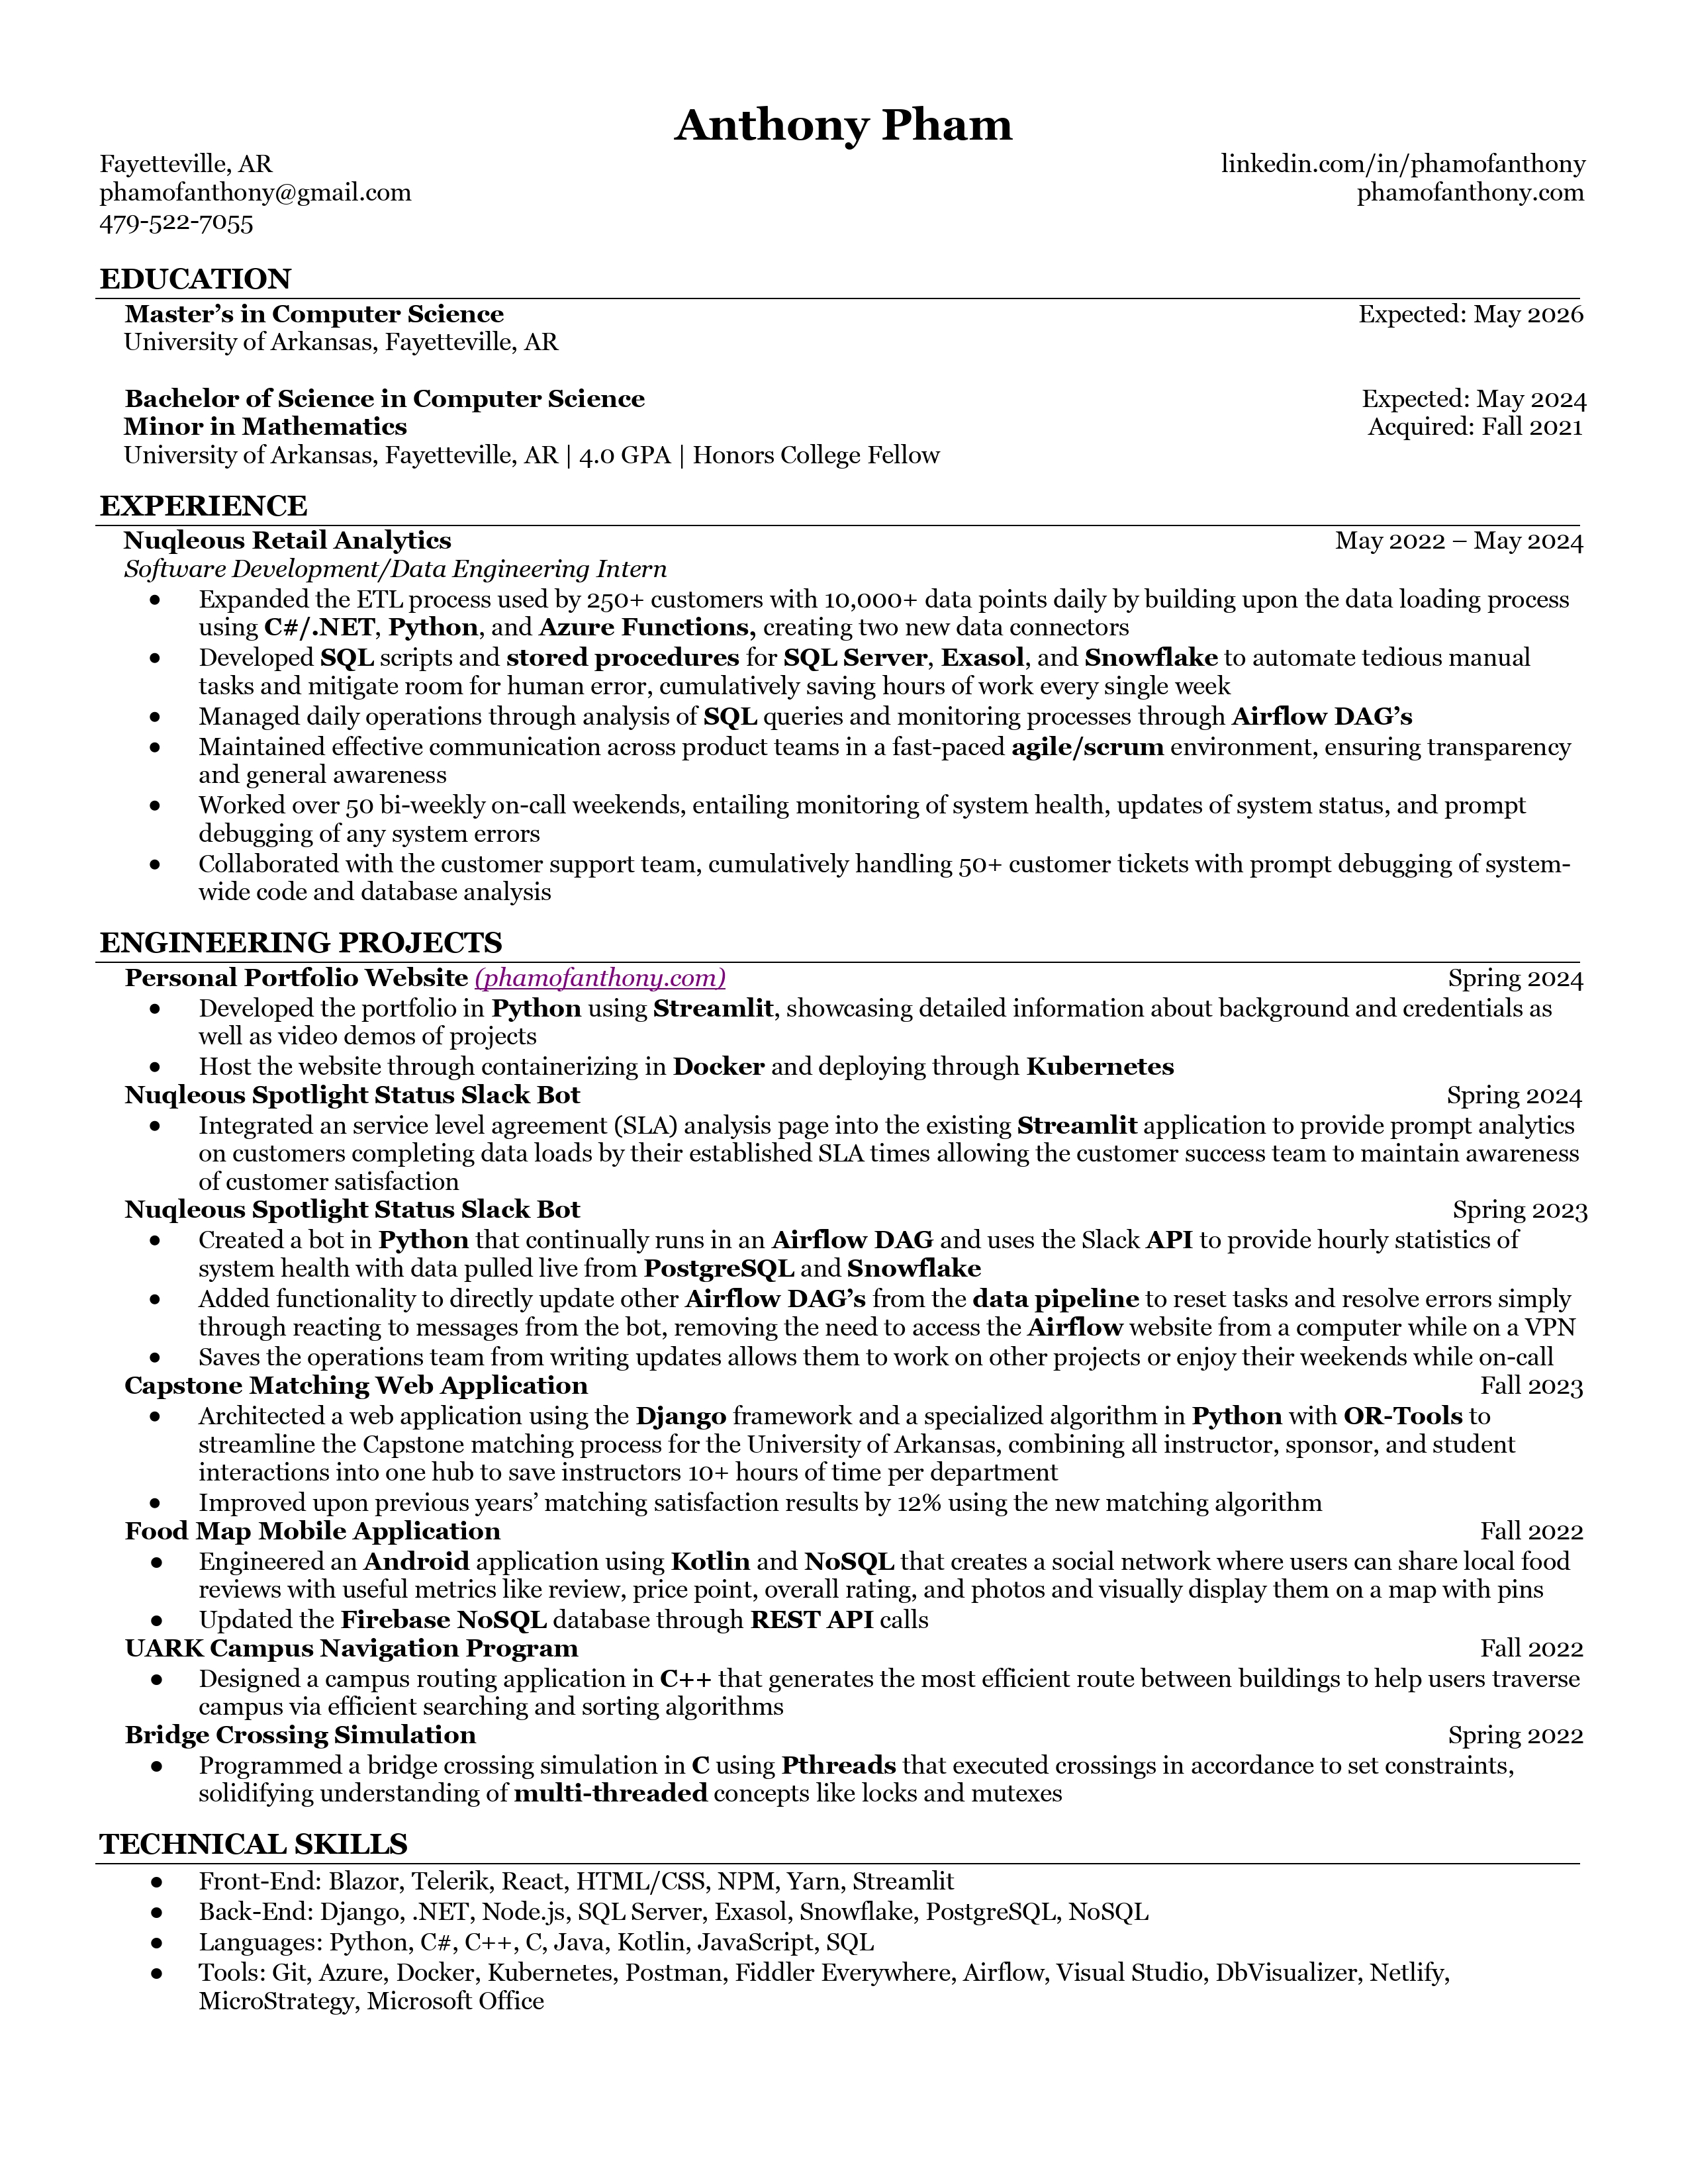 Anthony Pham
Fayetteville, AR linkedin.com/in/phamofanthony
phamofanthony@gmail.com phamofanthony.com
479-522-7055
EDUCATION
Master’s in Computer Science Expected: May 2026
University of Arkansas, Fayetteville, AR
Bachelor of Science in Computer Science Expected: May 2024
Minor in Mathematics Acquired: Fall 2021
University of Arkansas, Fayetteville, AR | 4.0 GPA | Honors College Fellow
EXPERIENCE
Nuqleous Retail Analytics May 2022 – May 2024
Software Development/Data Engineering Intern
● Expanded the ETL process used by 250+ customers with 10,000+ data points daily by building upon the data loading process
using C#/.NET, Python, and Azure Functions, creating two new data connectors
● Developed SQL scripts and stored procedures for SQL Server, Exasol, and Snowflake to automate tedious manual
tasks and mitigate room for human error, cumulatively saving hours of work every single week
● Managed daily operations through analysis of SQL queries and monitoring processes through Airflow DAG’s
● Maintained effective communication across product teams in a fast-paced agile/scrum environment, ensuring transparency
and general awareness
● Worked over 50 bi-weekly on-call weekends, entailing monitoring of system health, updates of system status, and prompt
debugging of any system errors
● Collaborated with the customer support team, cumulatively handling 50+ customer tickets with prompt debugging of system-
wide code and database analysis
ENGINEERING PROJECTS
Personal Portfolio Website (phamofanthony.com) Spring 2024
● Developed the portfolio in Python using Streamlit, showcasing detailed information about background and credentials as
well as video demos of projects
● Host the website through containerizing in Docker and deploying through Kubernetes
Nuqleous Spotlight Status Slack Bot Spring 2024
● Integrated an service level agreement (SLA) analysis page into the existing Streamlit application to provide prompt analytics
on customers completing data loads by their established SLA times allowing the customer success team to maintain awareness
of customer satisfaction
Nuqleous Spotlight Status Slack Bot Spring 2023
● Created a bot in Python that continually runs in an Airflow DAG and uses the Slack API to provide hourly statistics of
system health with data pulled live from PostgreSQL and Snowflake
● Added functionality to directly update other Airflow DAG’s from the data pipeline to reset tasks and resolve errors simply
through reacting to messages from the bot, removing the need to access the Airflow website from a computer while on a VPN
● Saves the operations team from writing updates allows them to work on other projects or enjoy their weekends while on-call
Capstone Matching Web Application Fall 2023
● Architected a web application using the Django framework and a specialized algorithm in Python with OR-Tools to
streamline the Capstone matching process for the University of Arkansas, combining all instructor, sponsor, and student
interactions into one hub to save instructors 10+ hours of time per department
● Improved upon previous years’ matching satisfaction results by 12% using the new matching algorithm
Food Map Mobile Application Fall 2022
● Engineered an Android application using Kotlin and NoSQL that creates a social network where users can share local food
reviews with useful metrics like review, price point, overall rating, and photos and visually display them on a map with pins
● Updated the Firebase NoSQL database through REST API calls
UARK Campus Navigation Program Fall 2022
● Designed a campus routing application in C++ that generates the most efficient route between buildings to help users traverse
campus via efficient searching and sorting algorithms
Bridge Crossing Simulation Spring 2022
● Programmed a bridge crossing simulation in C using Pthreads that executed crossings in accordance to set constraints,
solidifying understanding of multi-threaded concepts like locks and mutexes
TECHNICAL SKILLS
● Front-End: Blazor, Telerik, React, HTML/CSS, NPM, Yarn, Streamlit
● Back-End: Django, .NET, Node.js, SQL Server, Exasol, Snowflake, PostgreSQL, NoSQL
● Languages: Python, C#, C++, C, Java, Kotlin, JavaScript, SQL
● Tools: Git, Azure, Docker, Kubernetes, Postman, Fiddler Everywhere, Airflow, Visual Studio, DbVisualizer, Netlify,
MicroStrategy, Microsoft Office